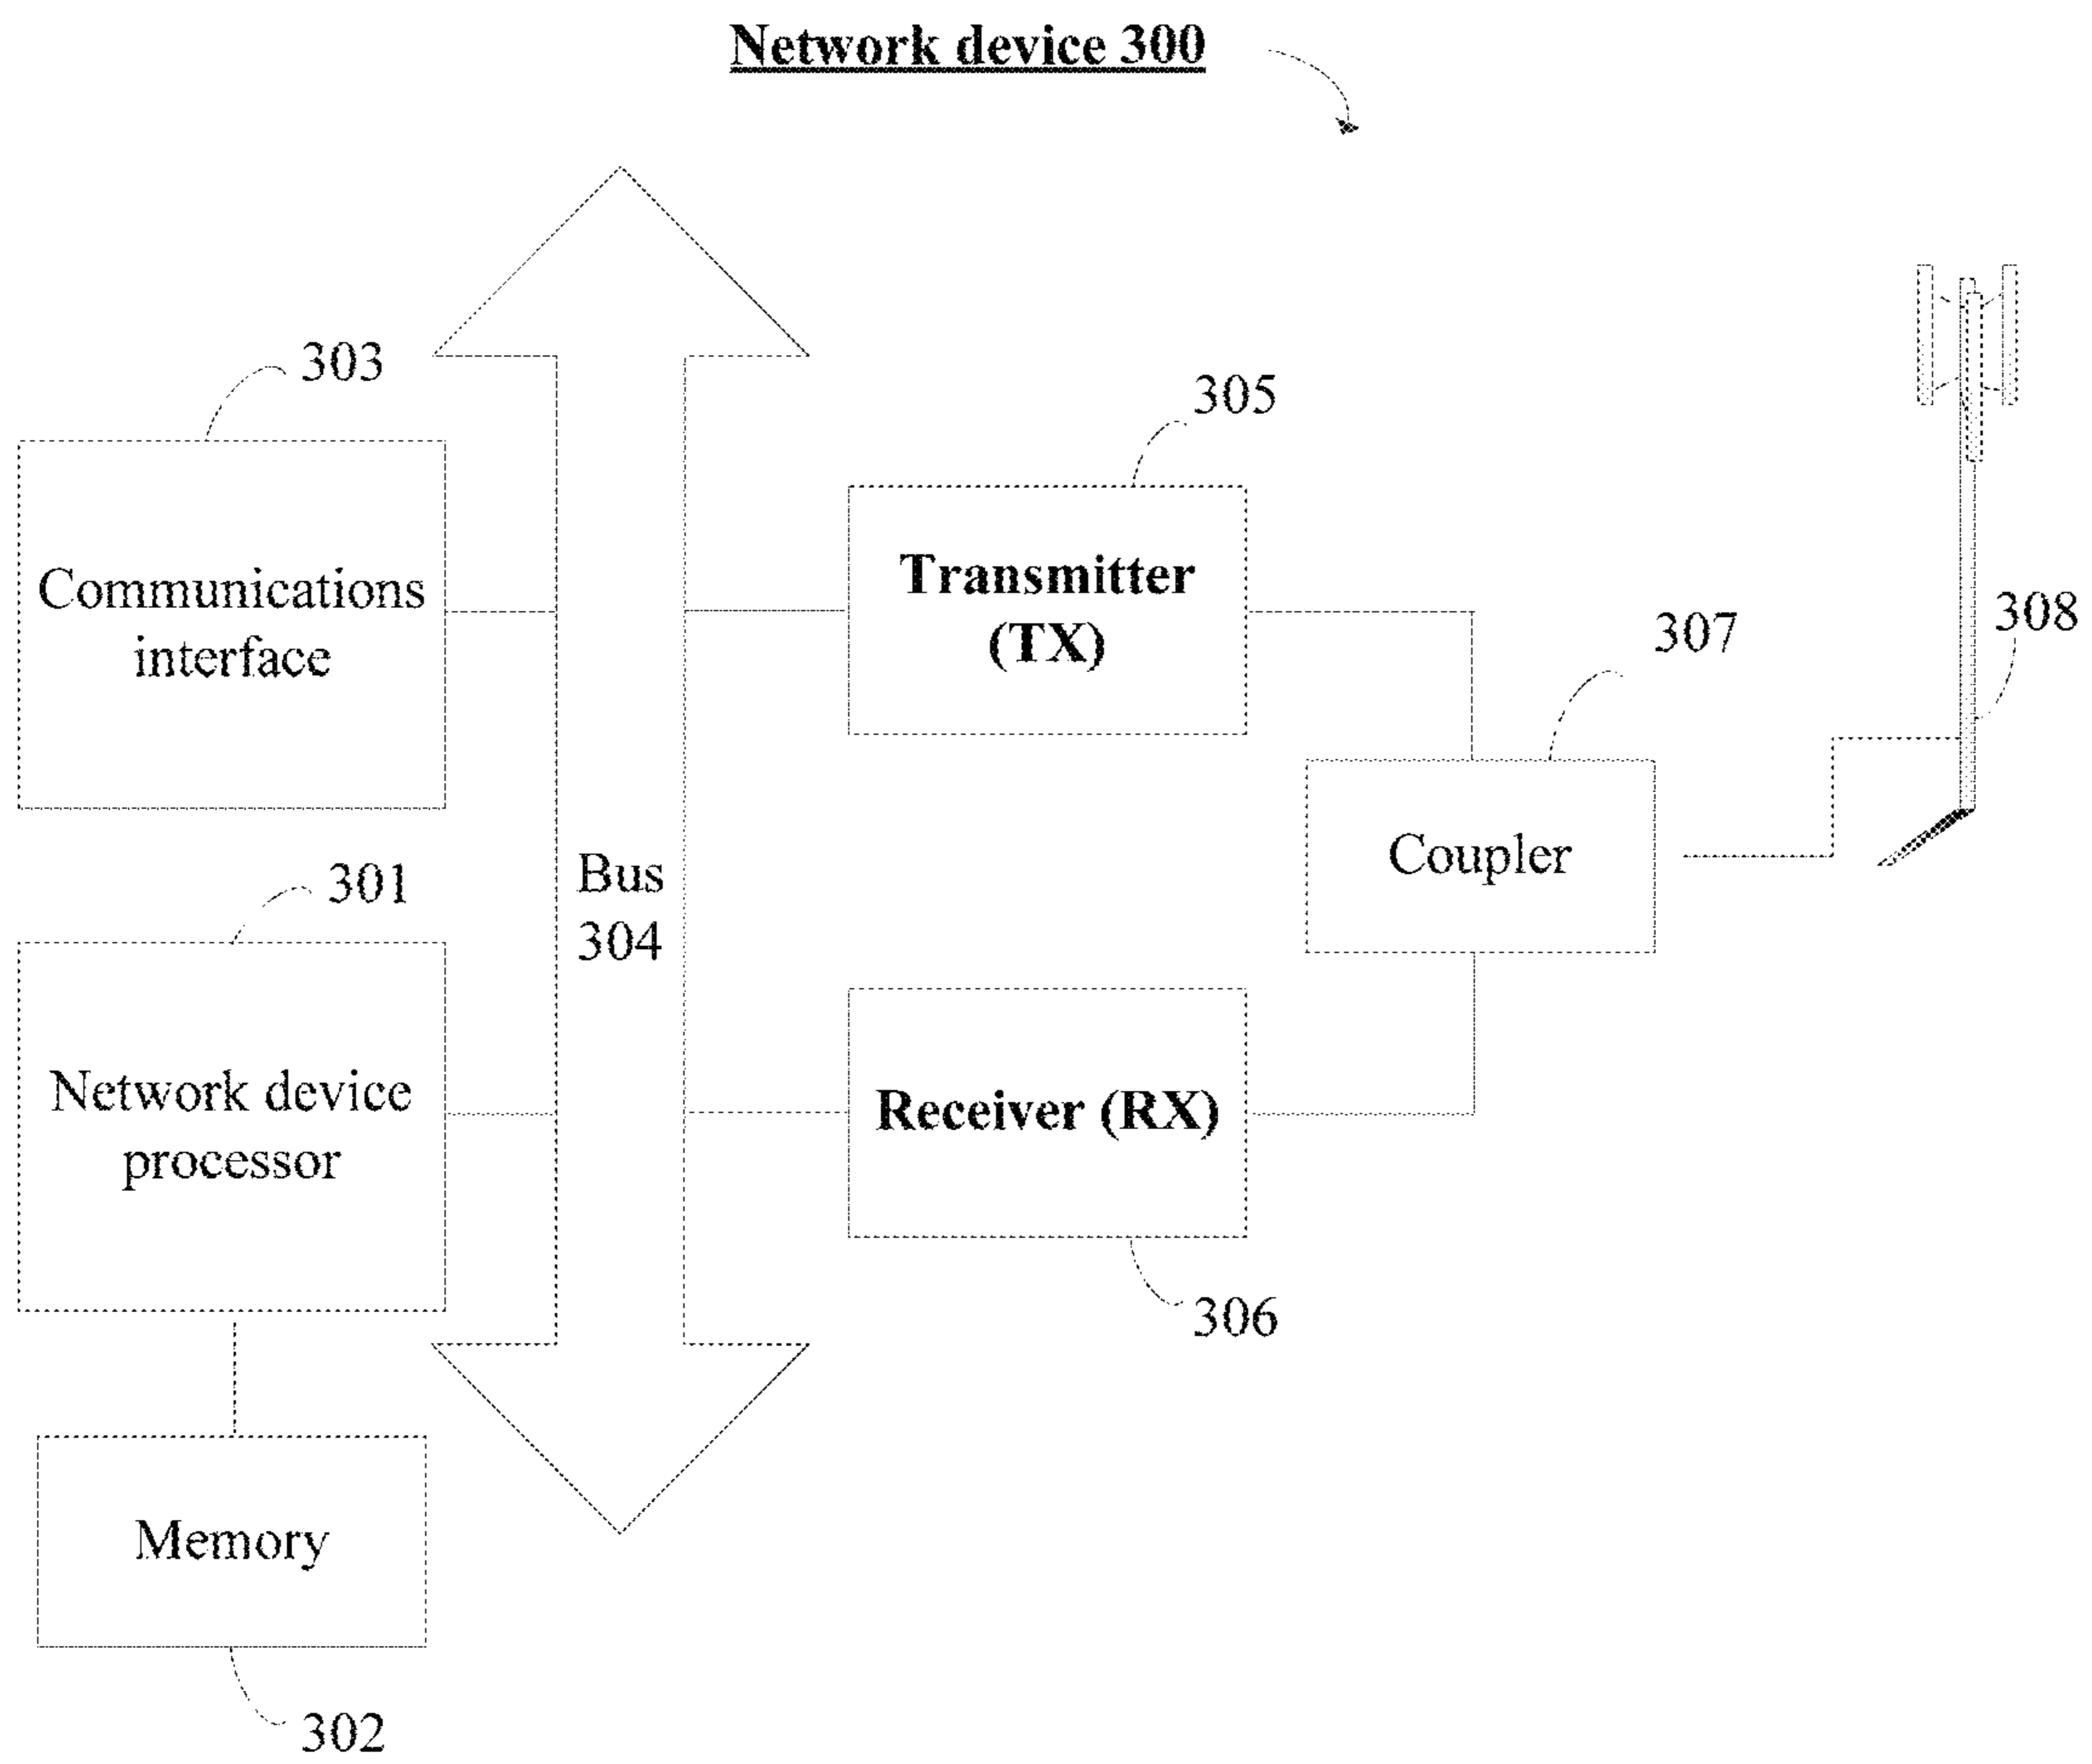 Network device 300
303
305
Communications
interface
Transmitter
(TX)
308
307
Coupler
301
Bus
304
Network device
processor
Receiver (RX)
306
Memory
302